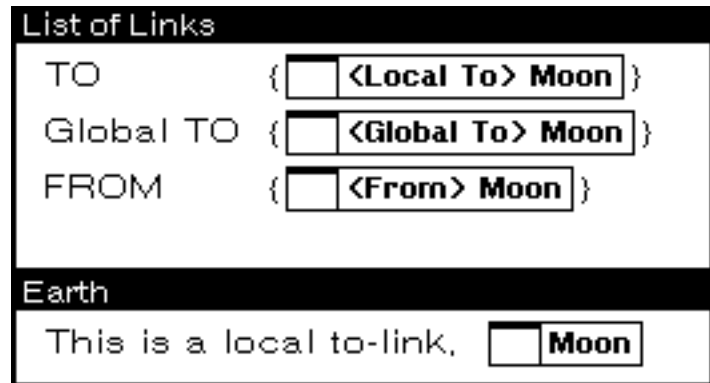 List of Links
TO { <Local To> Moon }
Global TO { <Global To> Moon }
FROM { <From> Moon }
Earth
This is a local to-link, Moon